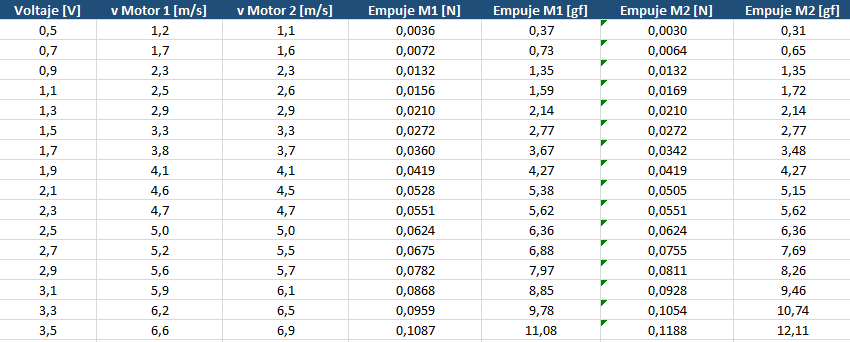 Voltaje [V] v Motor 1 [m/s] v Motor 2 [m/s] Empuje M1 [N] Empuje M1 [gf] Empuje M2 [N] Empuje M2 [gf]
0,5 1,2 1,1 0,0036 0,37 0,0030 0,31
0,7 1,7 1,6 0,0072 0,73 0,0064 0,65
0,9 2,3 2,3 0,0132 1,35 0,0132 1,35
1,1 2,5 2,6 0,0156 1,59 0,0169 1,72
1,3 2,9 2,9 0,0210 2,14 0,0210 2,14
1,5 3,3 3,3 0,0272 2,77 0,0272 2,77
1,7 3,8 3,7 0,0360 3,67 0,0342 3,48
1,9 4,1 4,1 0,0419 4,27 0,0419 4,27
2,1 4,6 4,5 0,0528 5,38 0,0505 5,15
2,3 4,7 4,7 0,0551 5,62 0,0551 5,62
2,5 5,0 5,0 0,0624 6,36 0,0624 6,36
2,7 5,2 5,5 0,0675 6,88 0,0755 7,69
2,9 5,6 5,7 0,0782 7,97 0,0811 8,26
3,1 5,9 6,1 0,0868 8,85 0,0928 9,46
3,3 6,2 6,5 0,0959 9,78 0,1054 10,74
3,5 6,6 6,9 0,1087 11,08 0,1188 12,11